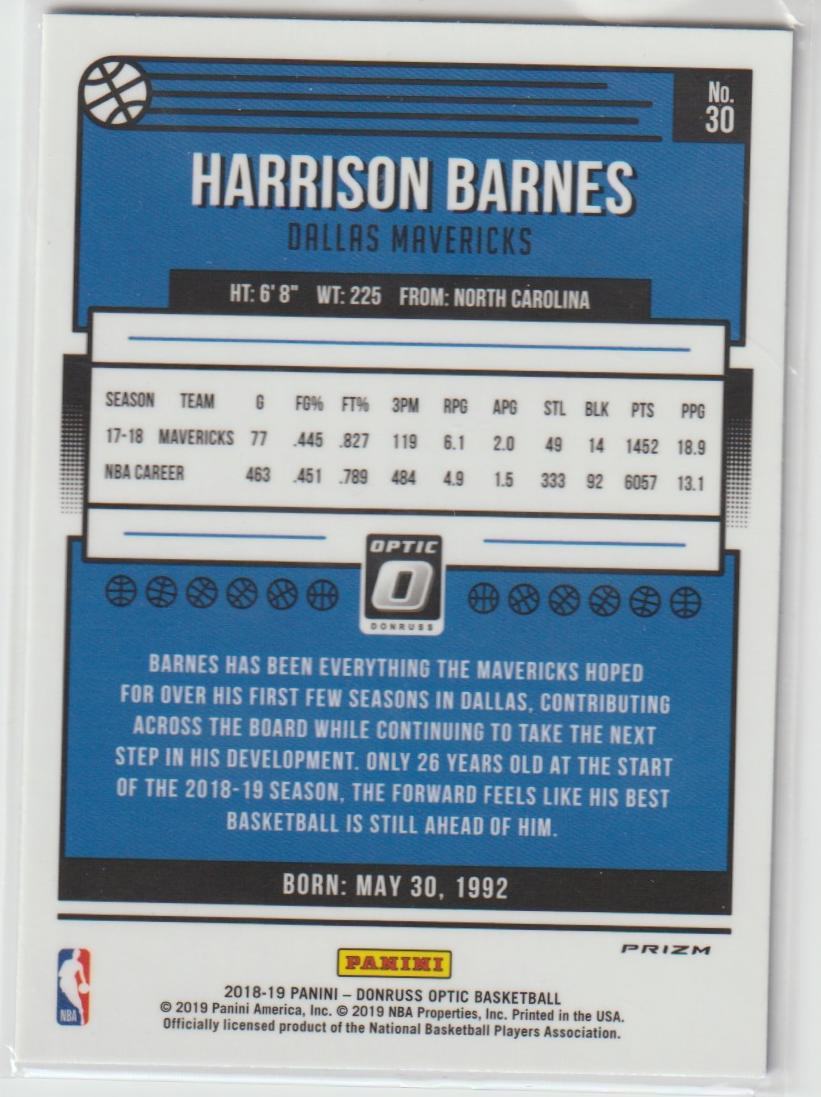 No.
30
HARRISON BARNES
DALLAS MAVERICKS
HT: 6' 8" WT: 225 FROM: NORTH CAROLINA
SEASON TEAM G FG% FT% 3PM RPG APG STL BLK PTS PPG
17-18 MAVERICKS 77 .445 .827 119 6.1 2.0 49 14 1452 18.9
NBA CAREER 463 .451 .789 484 4.9 1.5 333 92 6057 13.1
OPTIC
O
DONRUSS
BARNES HAS BEEN EVERYTHING THE MAVERICKS HOPED
FOR OVER HIS FIRST FEW SEASONS IN DALLAS, CONTRIBUTING
ACROSS THE BOARD WHILE CONTINUING TO TAKE THE NEXT
STEP IN HIS DEVELOPMENT. ONLY 26 YEARS OLD AT THE START
OF THE 2018-19 SEASON, THE FORWARD FEELS LIKE HIS BEST
BASKETBALL IS STILL AHEAD OF HIM.
BORN: MAY 30, 1992
PRIZM
NBA
PANINI
2018-19 PANINI – DONRUSS OPTIC BASKETBALL
© 2019 Panini America, Inc. © 2019 NBA Properties, Inc. Printed in the USA.
Officially licensed product of the National Basketball Players Association.